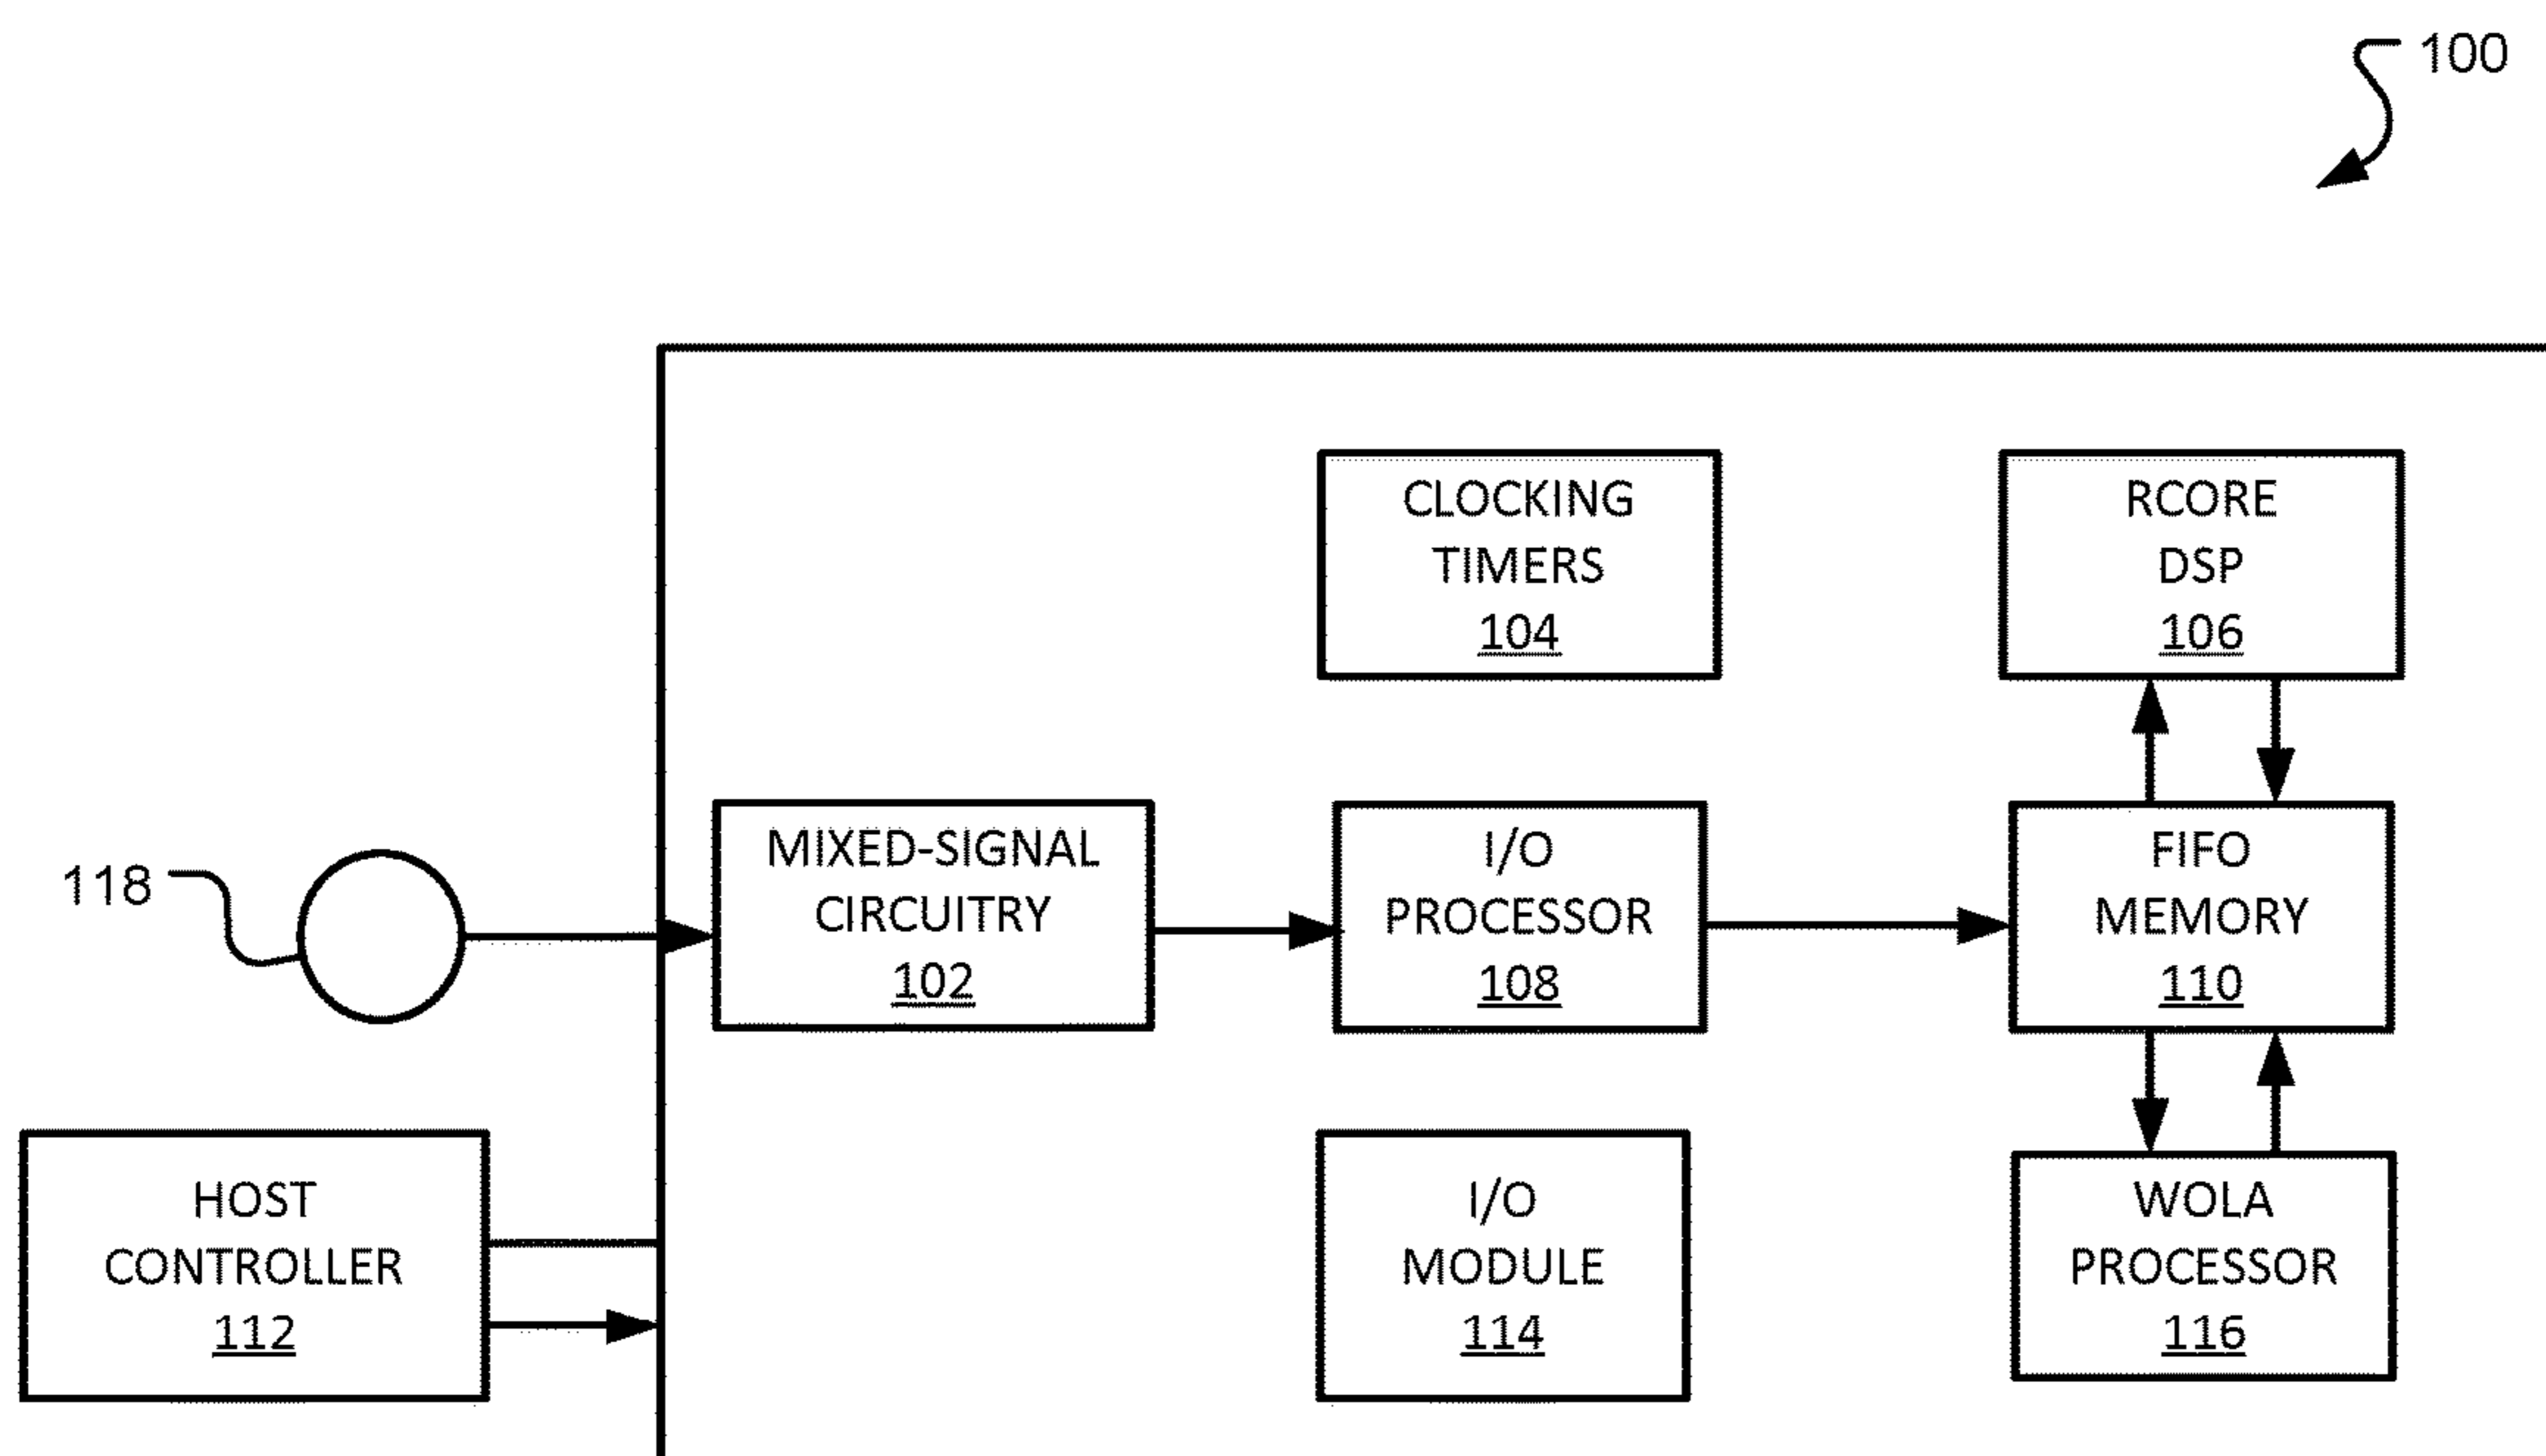 100
CLOCKING
TIMERS
104
RCORE
DSP
106
118
MIXED-SIGNAL
CIRCUITRY
102
I/O
PROCESSOR
108
FIFO
MEMORY
110
HOST
CONTROLLER
112
I/O
MODULE
114
WOLA
PROCESSOR
116